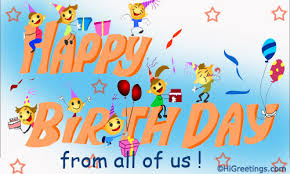 HAPPY
BIRTHDAY
from all of us !
©HiGreetings.com